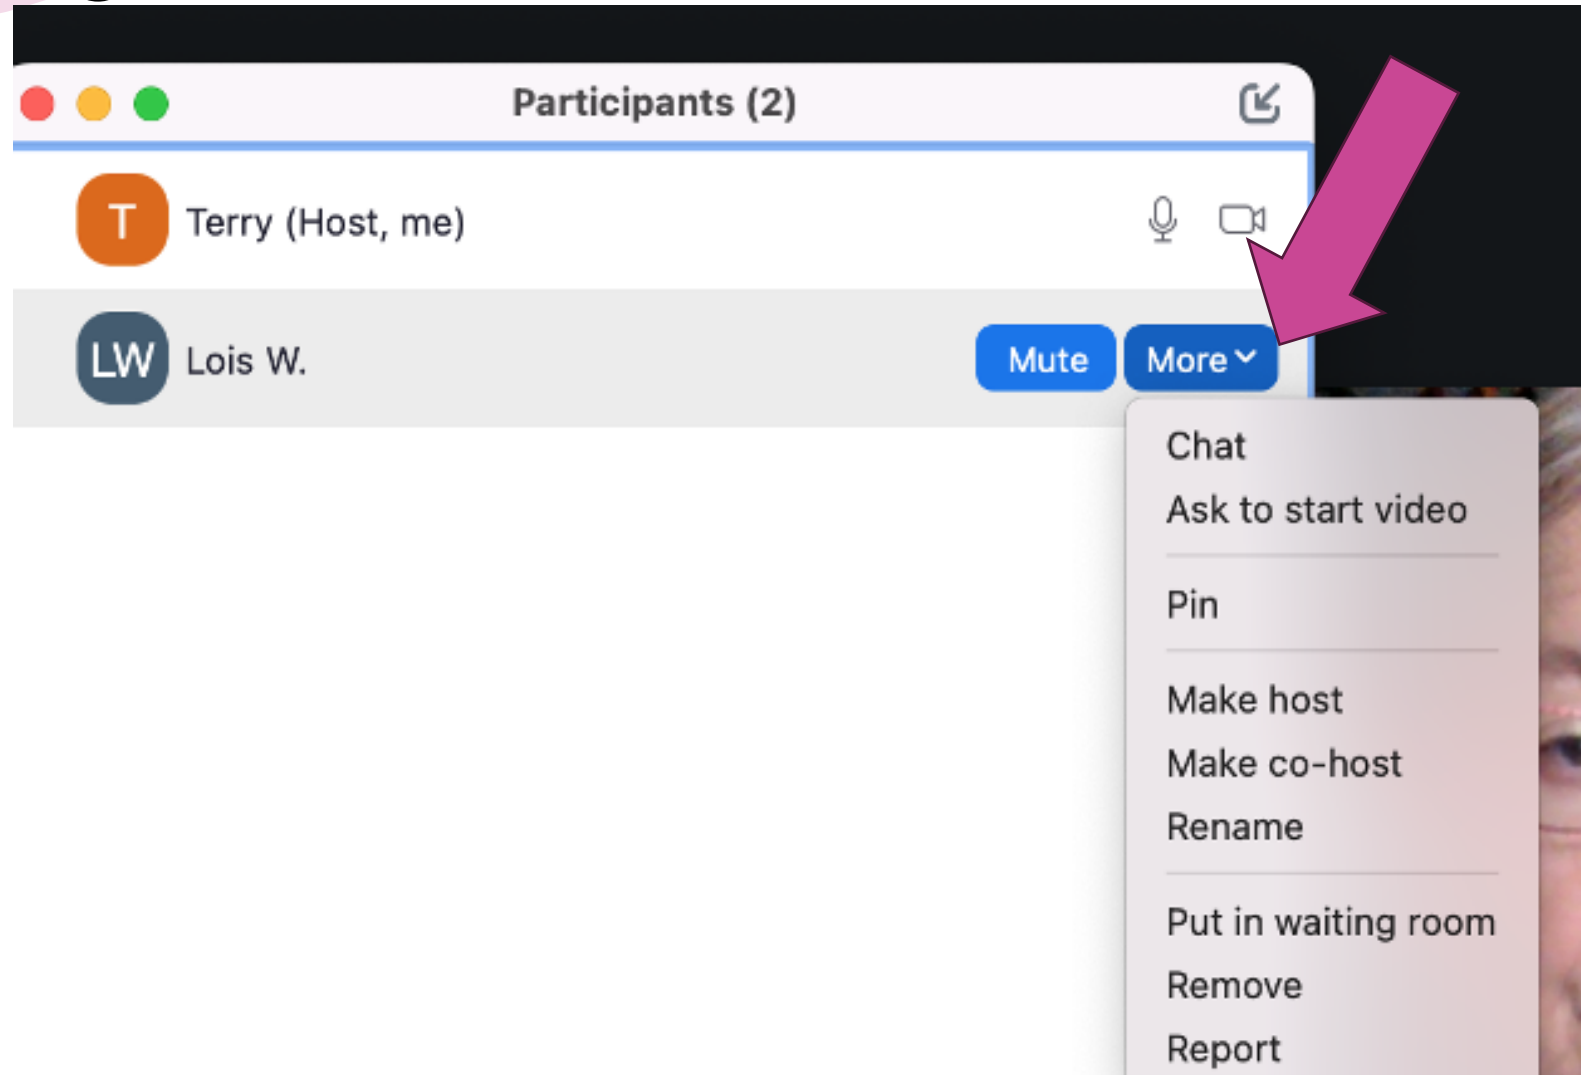 Participants (2)
T Terry (Host, me)
LW Lois W. Mute More
Chat
Ask to start video
Pin
Make host
Make co-host
Rename
Put in waiting room
Remove
Report